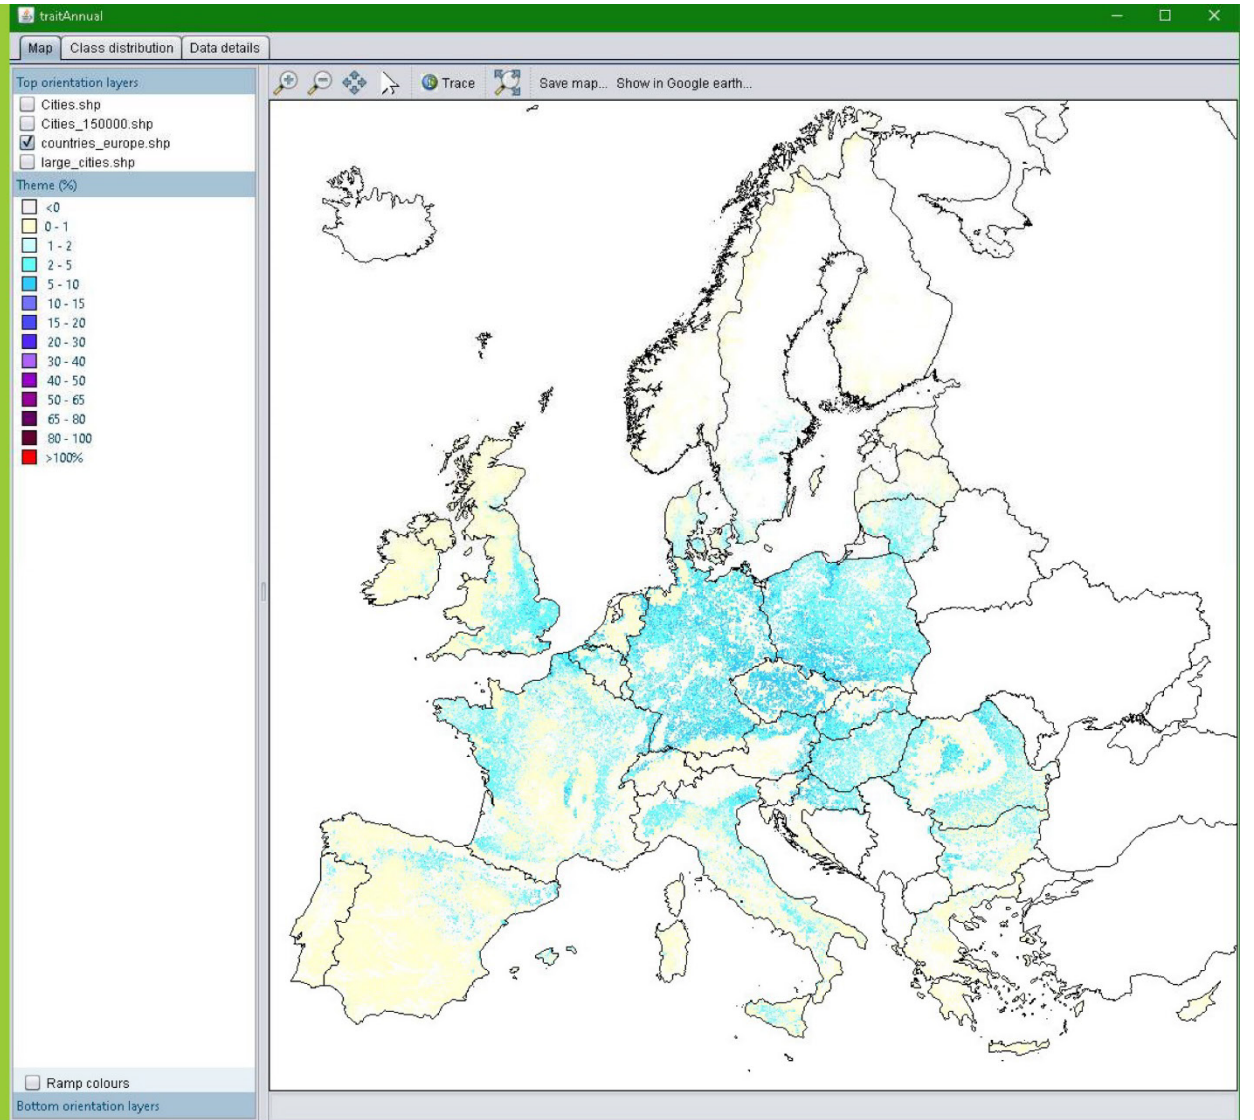 traitAnnual
Map Class distribution Data details
Top orientation layers
Cities.shp
Cities_150000.shp
countries_europe.shp
large_cities.shp
Theme (%)
<0
0 - 1
1 - 2
2 - 5
5 - 10
10 - 15
15 - 20
20 - 30
30 - 40
40 - 50
50 - 65
65 - 80
80 - 100
>100%
Ramp colours
Bottom orientation layers
Trace Save map... Show in Google earth...